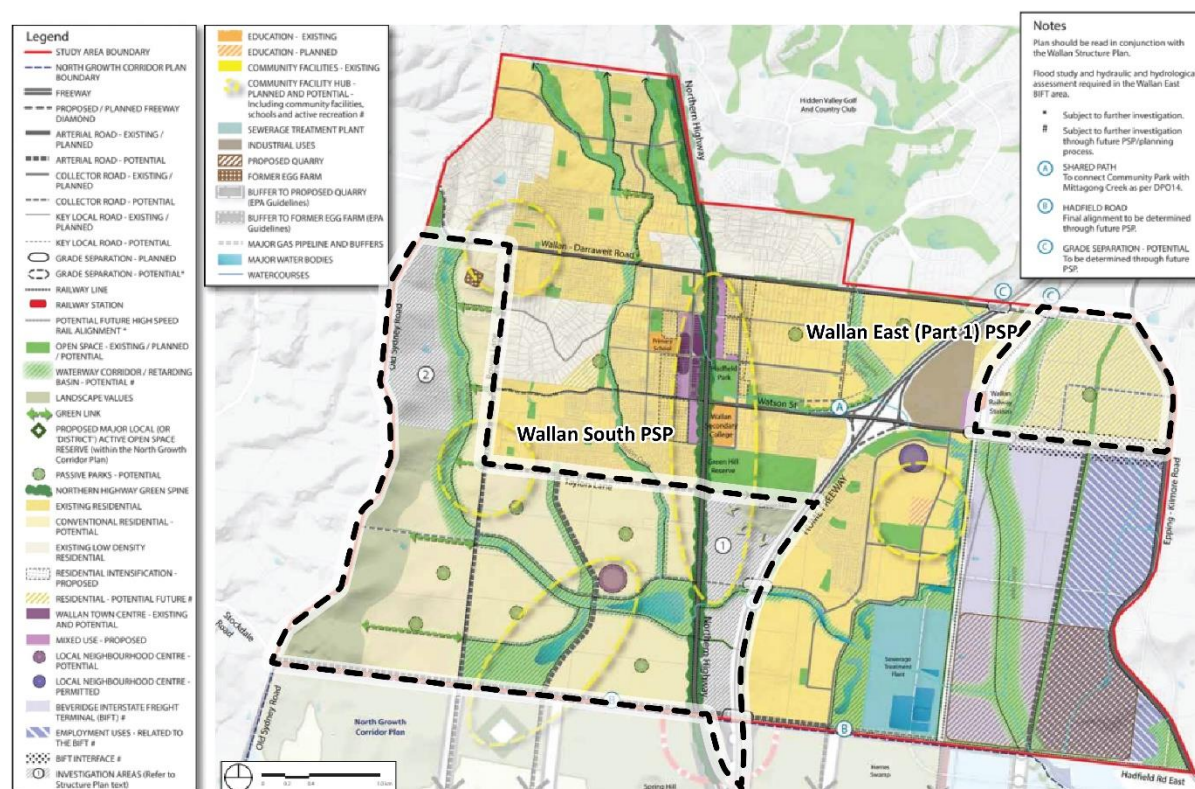 Legend
STUDY AREA BOUNDARY
NORTH GROWTH CORRIDOR PLAN
BOUNDARY
FREEWAY
PROPOSED / PLANNED FREEWAY
DIAMOND
ARTERIAL ROAD - EXISTING /
PLANNED
ARTERIAL ROAD - POTENTIAL
COLLECTOR ROAD - EXISTING /
PLANNED
COLLECTOR ROAD - POTENTIAL
KEY LOCAL ROAD - EXISTING /
PLANNED
KEY LOCAL ROAD - POTENTIAL
GRADE SEPARATION - PLANNED
GRADE SEPARATION - POTENTIAL*
RAILWAY LINE
RAILWAY STATION
POTENTIAL FUTURE HIGH SPEED
RAIL ALIGNMENT *
OPEN SPACE - EXISTING / PLANNED
/ POTENTIAL
WATERWAY CORRIDOR / RETARDING
BASIN - POTENTIAL #
LANDSCAPE VALUES
GREEN LINK
PROPOSED MAJOR LOCAL (OR
'DISTRICT') ACTIVE OPEN SPACE
RESERVE (within the North Growth
Corridor Plan)
PASSIVE PARKS - POTENTIAL
NORTHERN HIGHWAY GREEN SPINE
EXISTING RESIDENTIAL
CONVENTIONAL RESIDENTIAL -
POTENTIAL
EXISTING LOW DENSITY
RESIDENTIAL
RESIDENTIAL INTENSIFICATION -
PROPOSED
RESIDENTIAL - POTENTIAL FUTURE #
WALLAN TOWN CENTRE - EXISTING
AND POTENTIAL
MIXED USE - PROPOSED
LOCAL NEIGHBOURHOOD CENTRE -
POTENTIAL
LOCAL NEIGHBOURHOOD CENTRE -
PERMITTED
BEVERIDGE INTERSTATE FREIGHT
TERMINAL (BIFT) #
EMPLOYMENT USES - RELATED TO
THE BIFT #
BIFT INTERFACE #
INVESTIGATION AREAS (Refer to
Structure Plan text)
EDUCATION - EXISTING
EDUCATION - PLANNED
COMMUNITY FACILITIES - EXISTING
COMMUNITY FACILITY HUB -
PLANNED AND POTENTIAL -
Including community facilities,
schools and active recreation #
SEWERAGE TREATMENT PLANT
INDUSTRIAL USES
PROPOSED QUARRY
FORMER EGG FARM
BUFFER TO PROPOSED QUARRY
(EPA Guidelines)
BUFFER TO FORMER EGG FARM (EPA
Guidelines)
MAJOR GAS PIPELINE AND BUFFERS
MAJOR WATER BODIES
WATERCOURSES
Notes
Plan should be read in conjunction with
the Wallan Structure Plan.
Flood study and hydraulic and hydrological
assessment required in the Wallan East
BIFT area.
* Subject to further investigation.
# Subject to further investigation
through future PSP/planning
process.
A SHARED PATH
To connect Community Park with
Mittagong Creek as per DPO14.
B HADFIELD ROAD
Final alignment to be determined
through future PSP.
C GRADE SEPARATION - POTENTIAL
To be determined through future
PSP.
Hidden Valley Golf
And Country Club
Northern Highway
Wallan - Darraweit Road
C
C
Old Sydney Road
Wallan East (Part 1) PSP
Primary
School
Hadfield
Park
2
Watson St
A
Wallan
Railway
Station
Wallan South PSP
Wallan
Secondary
College
Green Hill
Reserve
Taylors Lane
HUME FREEWAY
Epping - Kilmore Road
1
Stockdale
Road
Northern Highway
Sewerage
Treatment
Plant
Old Sydney Road
North Growth
Corridor Plan
B
Hadfield Rd East
Hernes
Swamp
Spring Hill